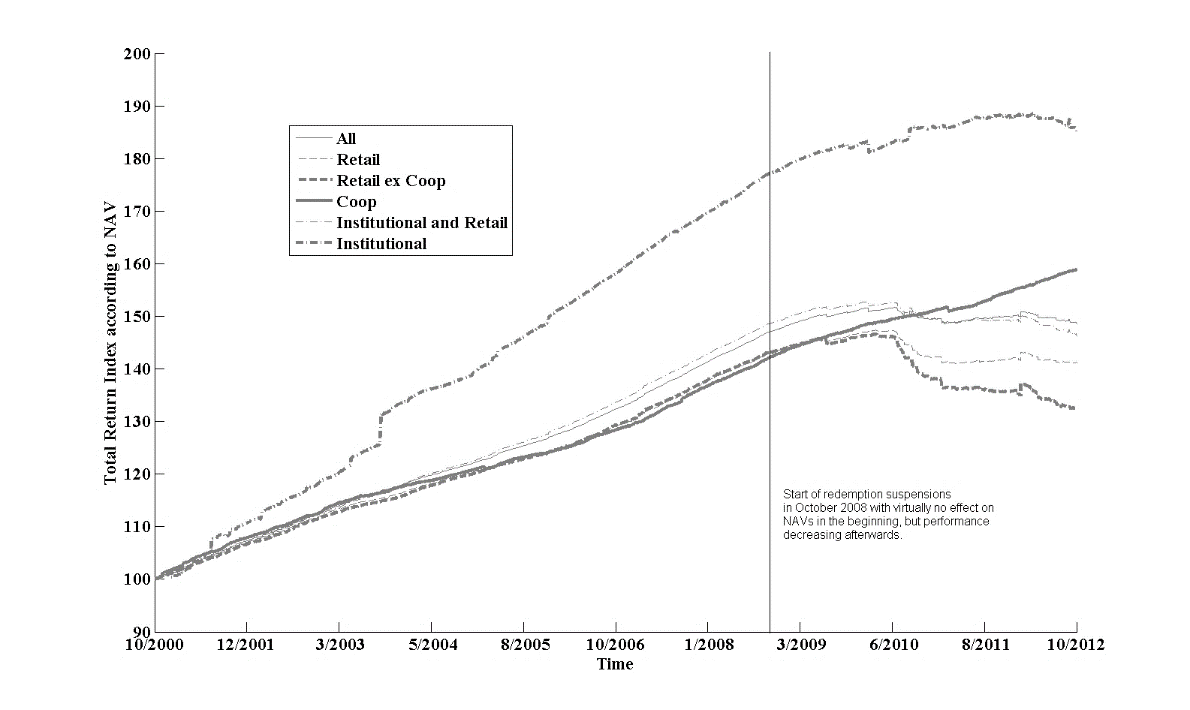 Total Return Index according to NAV
200
190
180
170
160
150
140
130
120
110
100
90
All
Retail
Retail ex Coop
Coop
Institutional and Retail
Institutional
Start of redemption suspensions
in October 2008 with virtually no effect on
NAVs in the beginning, but performance
decreasing afterwards.
10/2000 12/2001 3/2003 5/2004 8/2005 10/2006 1/2008 3/2009 6/2010 8/2011 10/2012
Time